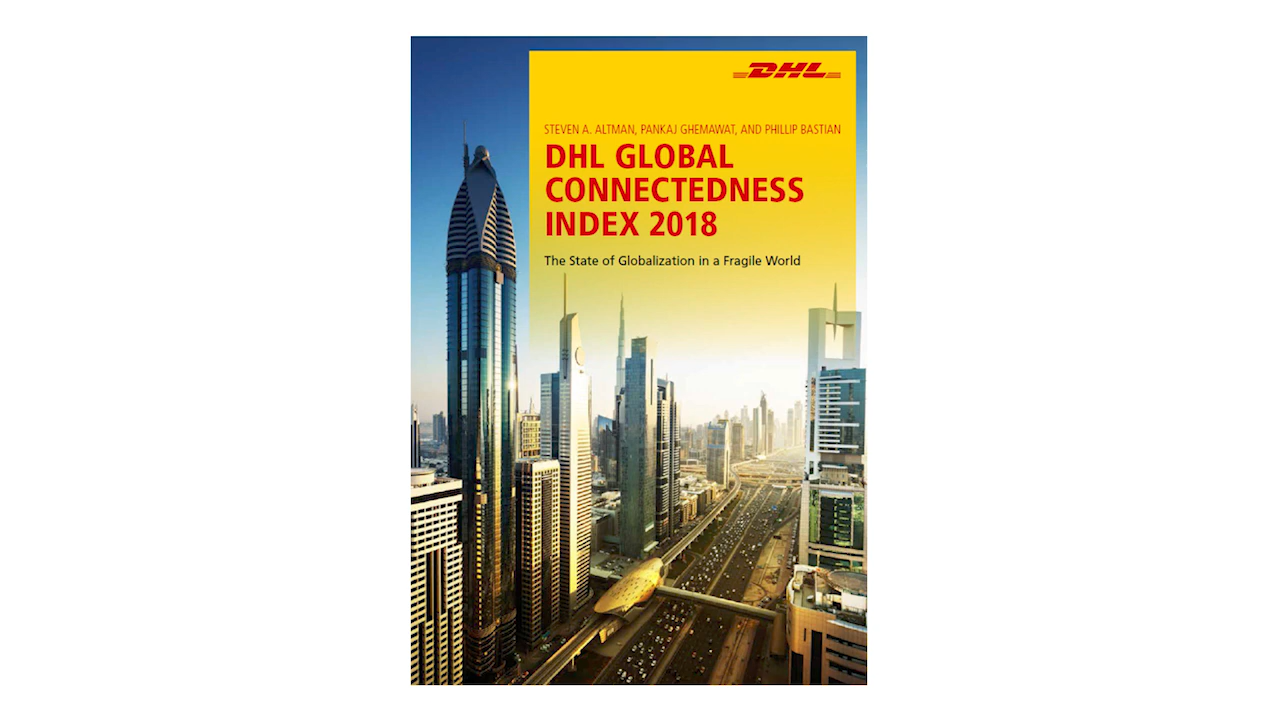 DHL
STEVEN A. ALTMAN, PANKAJ GHEMAWAT, AND PHILLIP BASTIAN
DHL GLOBAL
CONNECTEDNESS
INDEX 2018
The State of Globalization in a Fragile World